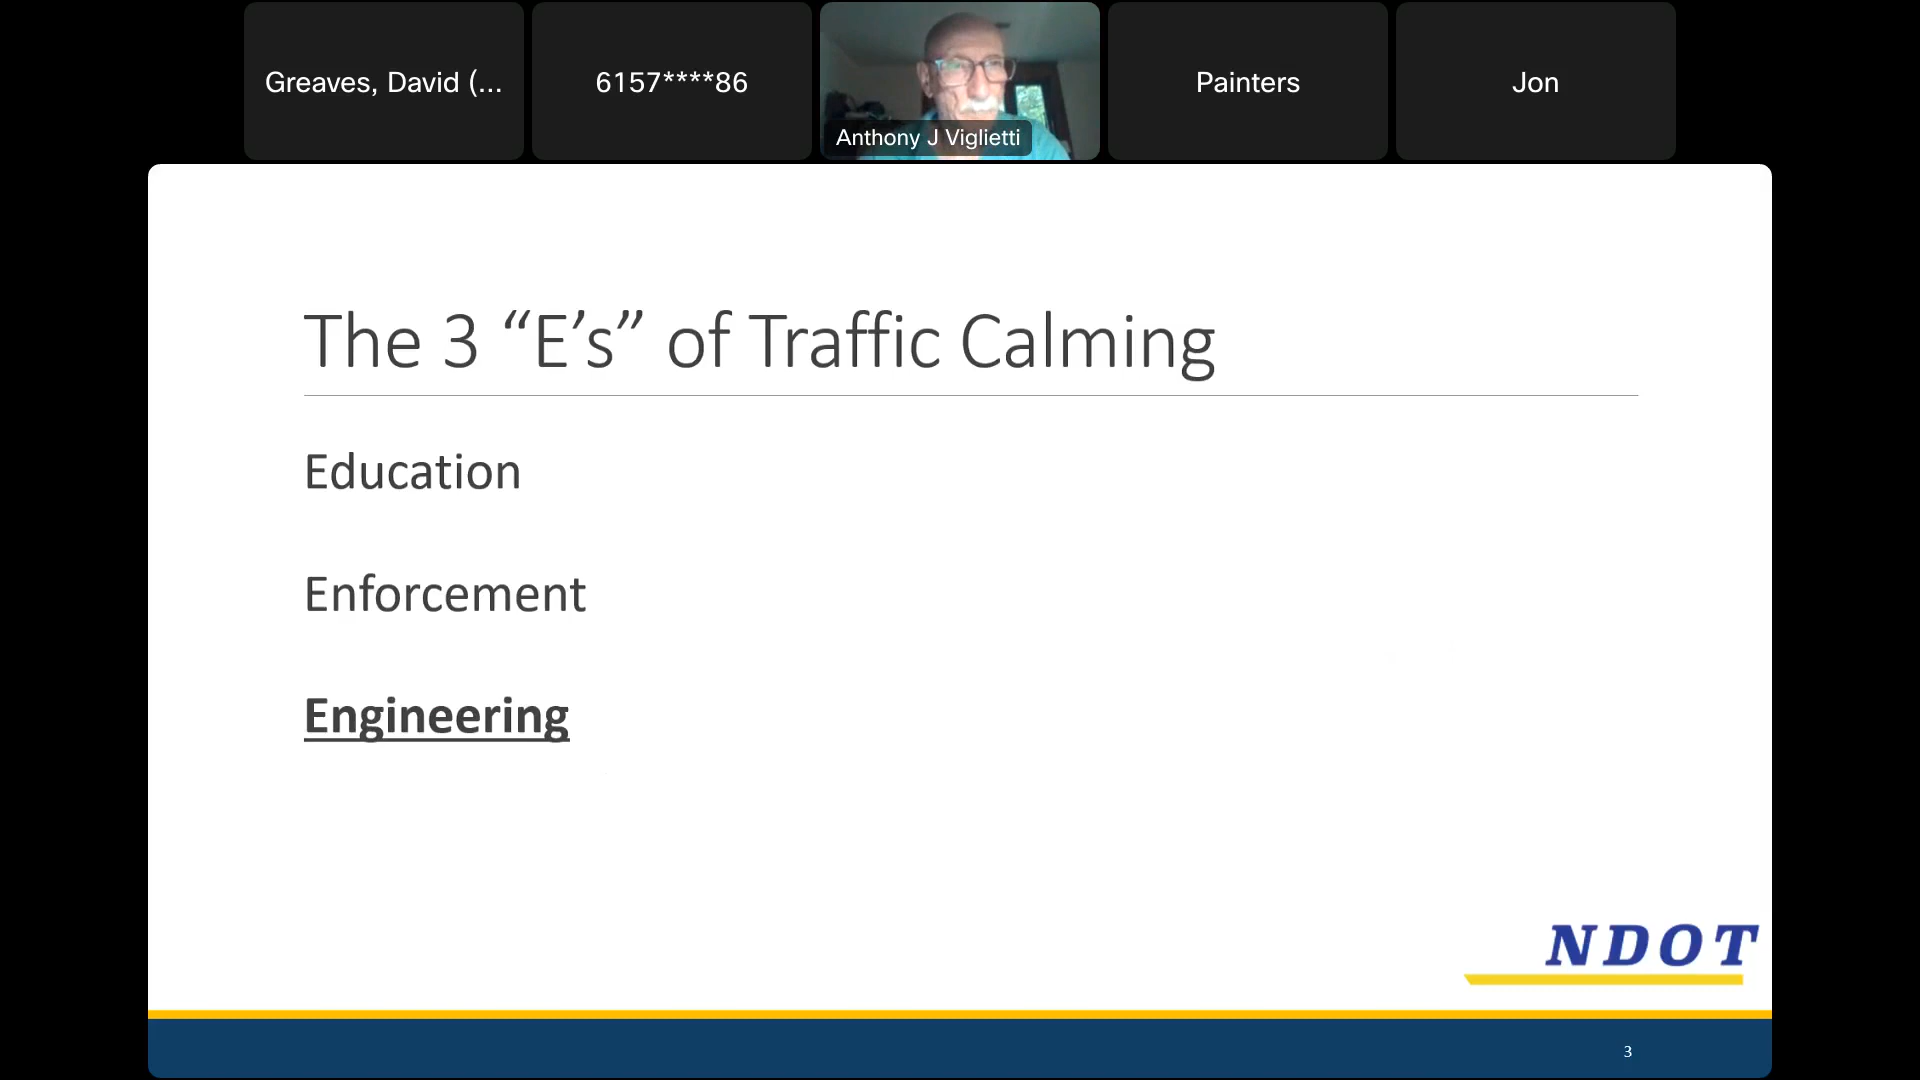 Greaves, David (...
6157****86
Anthony J Viglietti
Painters
Jon
The 3 “E’s” of Traffic Calming
Education
Enforcement
Engineering
NDOT
3